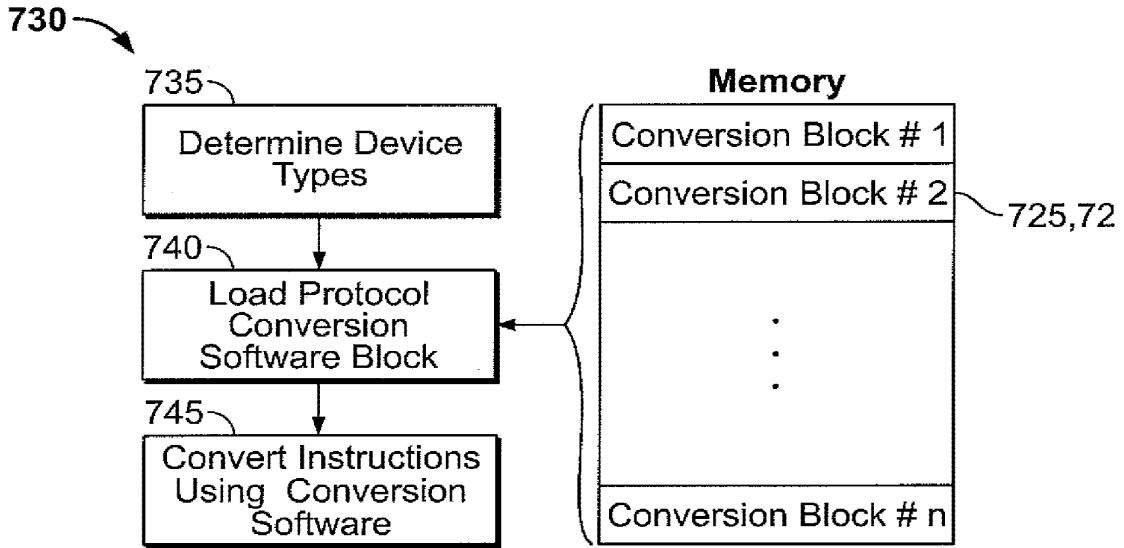 730
735
Determine Device
Types
740
Load Protocol
Conversion
Software Block
745
Convert Instructions
Using Conversion
Software
Memory
Conversion Block # 1
Conversion Block # 2
725,72
Conversion Block # n